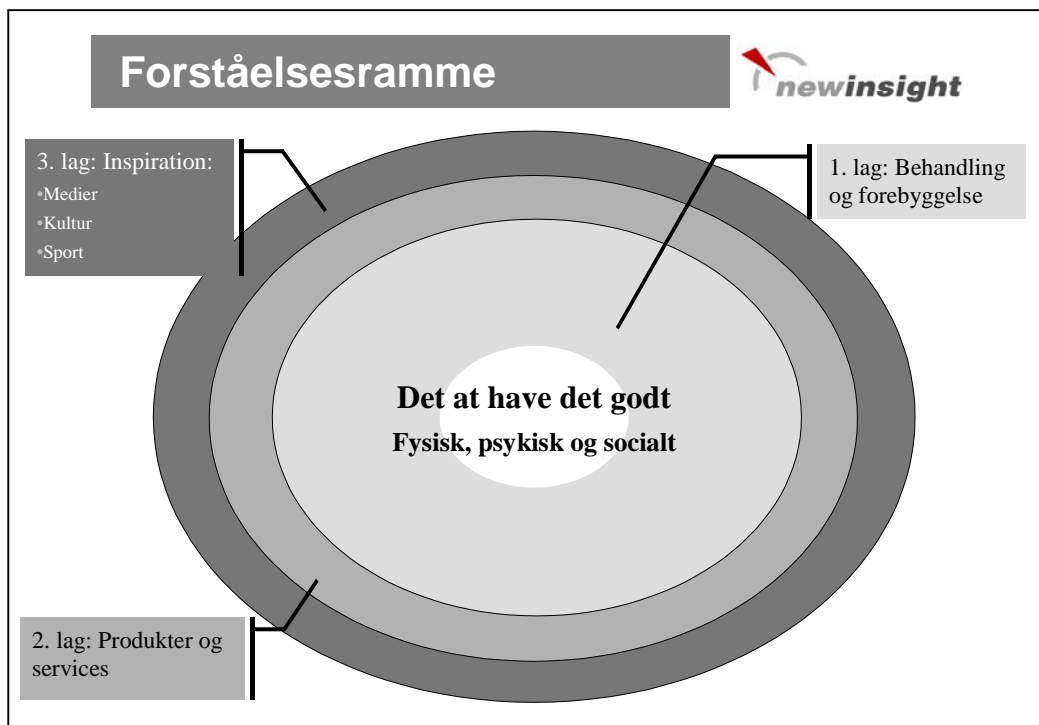 Forståelsesramme
newinsight
3. lag: Inspiration:
•Medier
•Kultur
•Sport
1. lag: Behandling
og forebyggelse
Det at have det godt
Fysisk, psykisk og socialt
2. lag: Produkter og
services